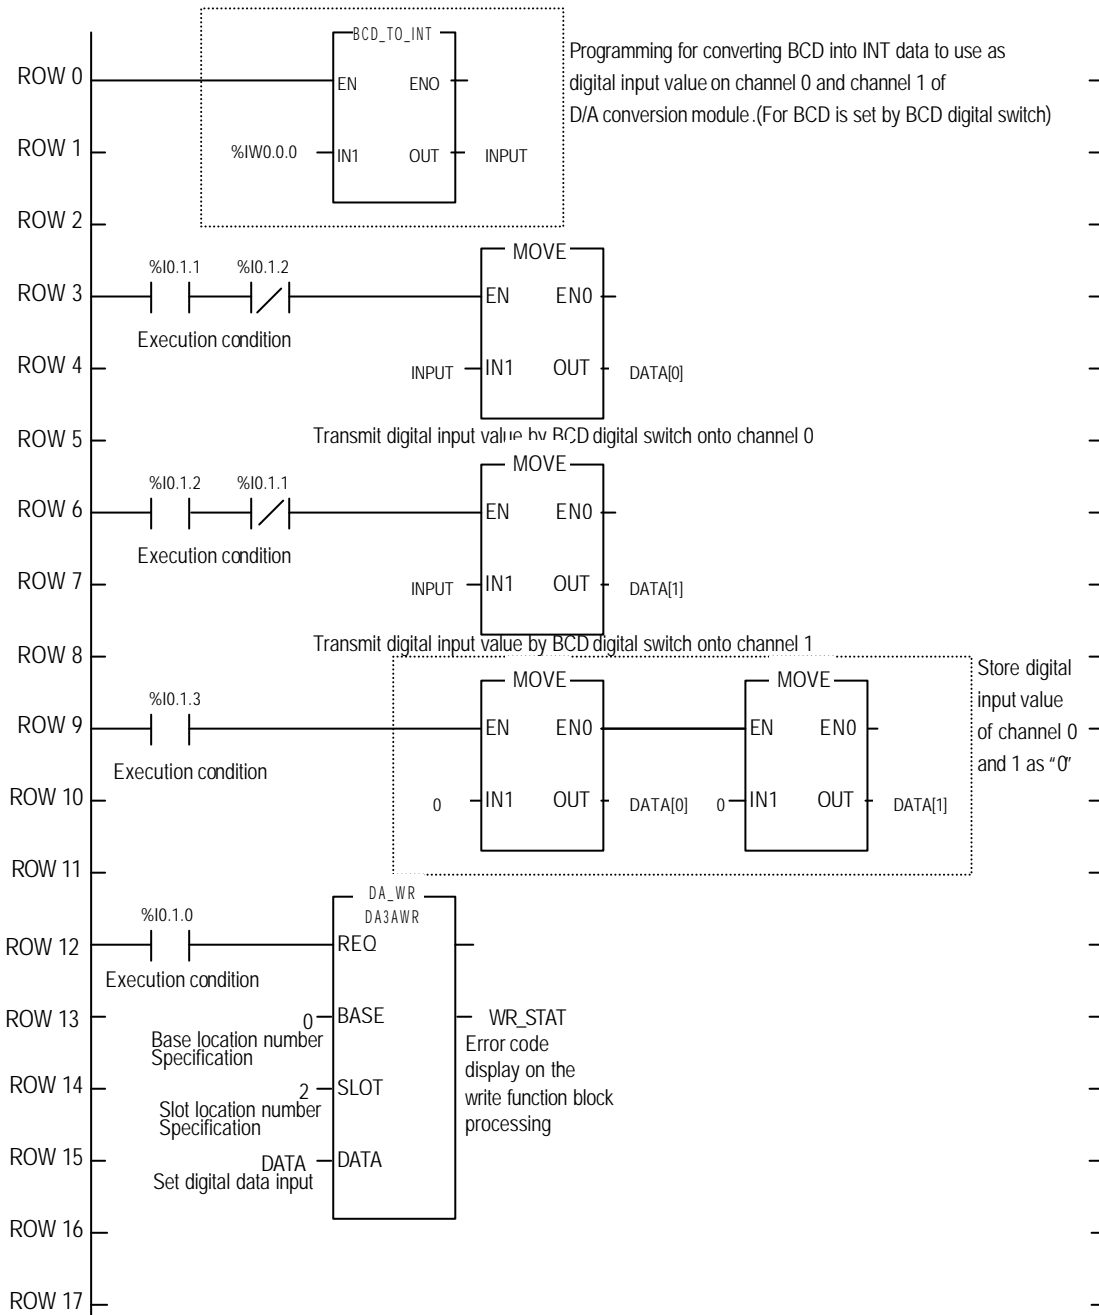 BCD_TO_INT
Programming for converting BCD into INT data to use as
digital input value on channel 0 and channel 1 of
D/A conversion module.(For BCD is set by BCD digital switch)
ROW 0
EN ENO
ROW 1
%IW0.0.0 IN1 OUT INPUT
ROW 2
MOVE
%I0.1.1 %I0.1.2
ROW 3
EN EN0
Execution condition
ROW 4
INPUT IN1 OUT DATA[0]
ROW 5
Transmit digital input value by BCD digital switch onto channel 0
MOVE
%I0.1.2 %I0.1.1
ROW 6
EN EN0
Execution condition
ROW 7
INPUT IN1 OUT DATA[1]
Transmit digital input value by BCD digital switch onto channel 1
ROW 8
MOVE MOVE
Store digital
input value
of channel 0
and 1 as “0”
%I0.1.3
ROW 9
EN EN0 EN EN0
Execution condition
ROW 10
0 IN1 OUT DATA[0] 0 IN1 OUT DATA[1]
ROW 11
DA_WR
DA3AWR
%I0.1.0
ROW 12
REQ
Execution condition
ROW 13
0 BASE WR_STAT
Base location number
Specification
Error code
display on the
write function block
processing
ROW 14
2 SLOT
Slot location number
Specification
ROW 15
DATA DATA
Set digital data input
ROW 16
ROW 17